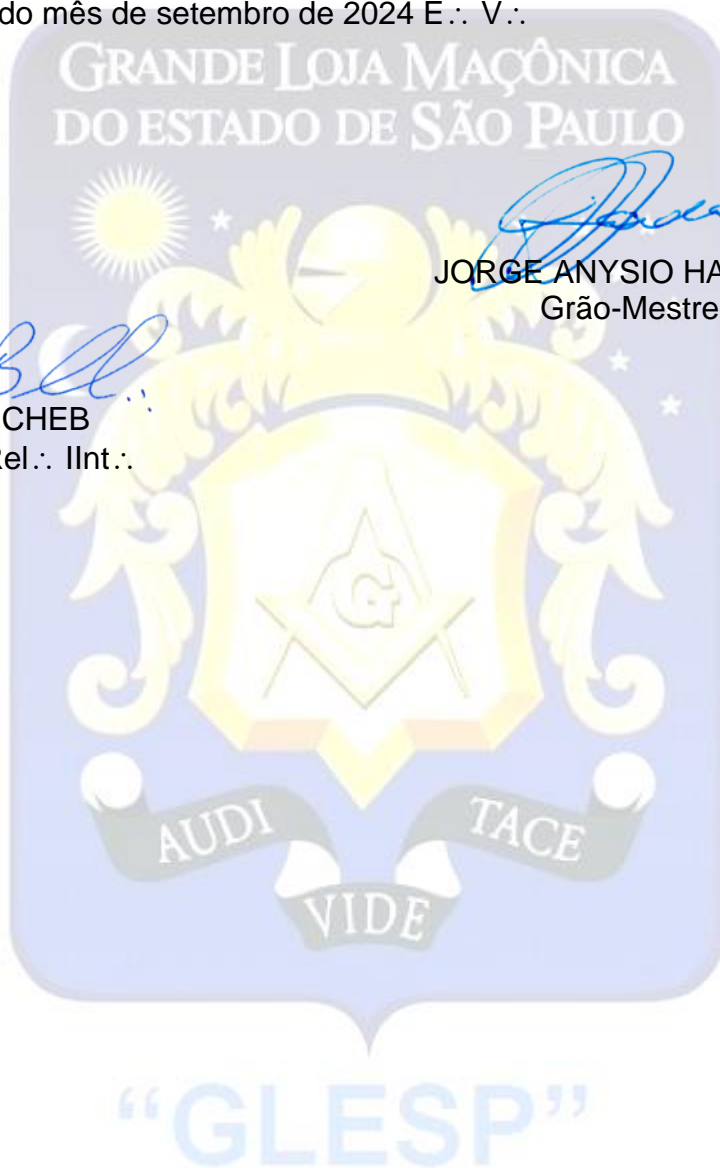 do mês de setembro de 2024 E∴ V∴
GRANDE LOJA MAÇÔNICA
DO ESTADO DE SÃO PAULO
JORGE ANYSIO HA
Grão-Mestre
CHEB
Rel∴ IInt∴
G
AUDI
TACE
VIDE
“GLESP”